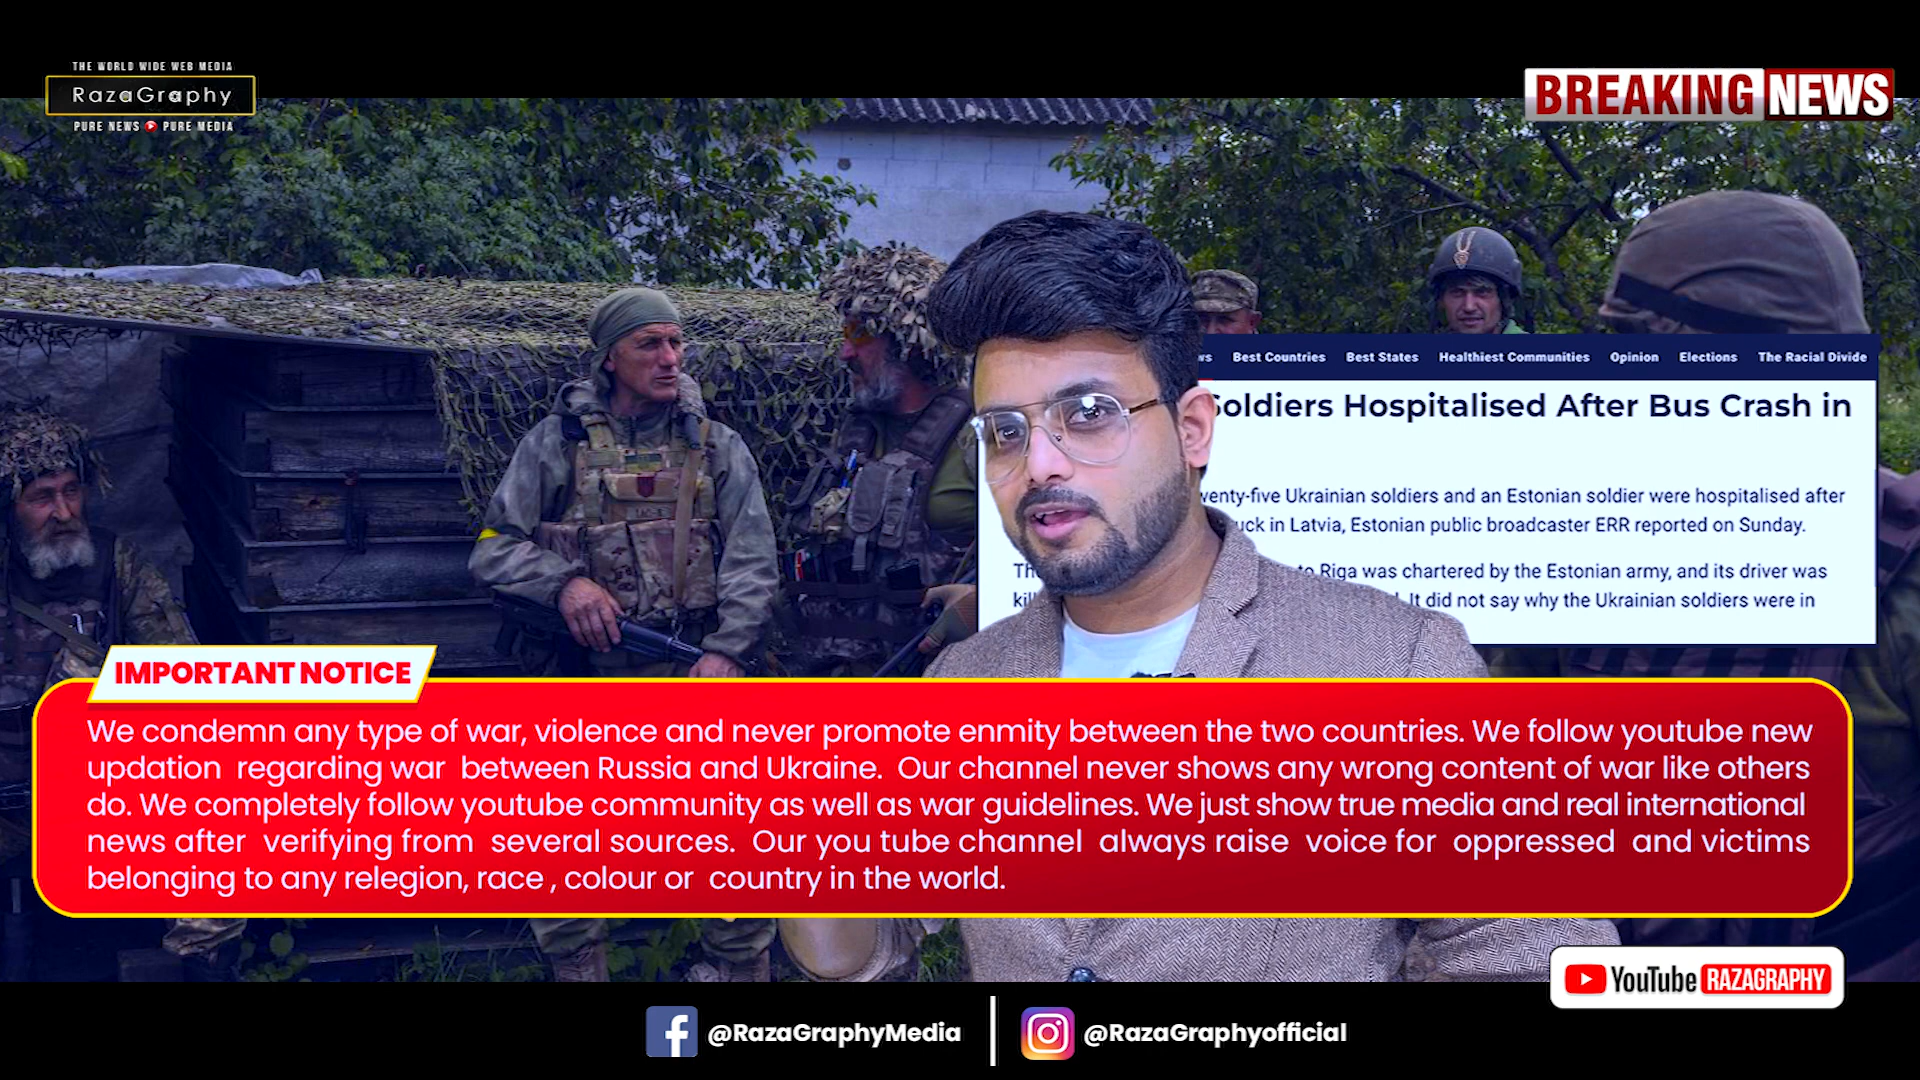 THE WORLD WIDE WEB MEDIA
RazaGraphy
PURE NEWS PURE MEDIA
BREAKING NEWS
Best Countries Best States Healthiest Communities Opinion Elections The Racial Divide
Soldiers Hospitalised After Bus Crash in
Ukrainian soldiers and an Estonian soldier were hospitalised after
in Latvia, Estonian public broadcaster ERR reported on Sunday.
to Riga was chartered by the Estonian army, and its driver was
It did not say why the Ukrainian soldiers were in
IMPORTANT NOTICE
We condemn any type of war, violence and never promote enmity between the two countries. We follow youtube new
updation regarding war between Russia and Ukraine. Our channel never shows any wrong content of war like others
do. We completely follow youtube community as well as war guidelines. We just show true media and real international
news after verifying from several sources. Our you tube channel always raise voice for oppressed and victims
belonging to any relegion, race , colour or country in the world.
YouTube RAZAGRAPHY
@RazaGraphyMedia @RazaGraphyofficial